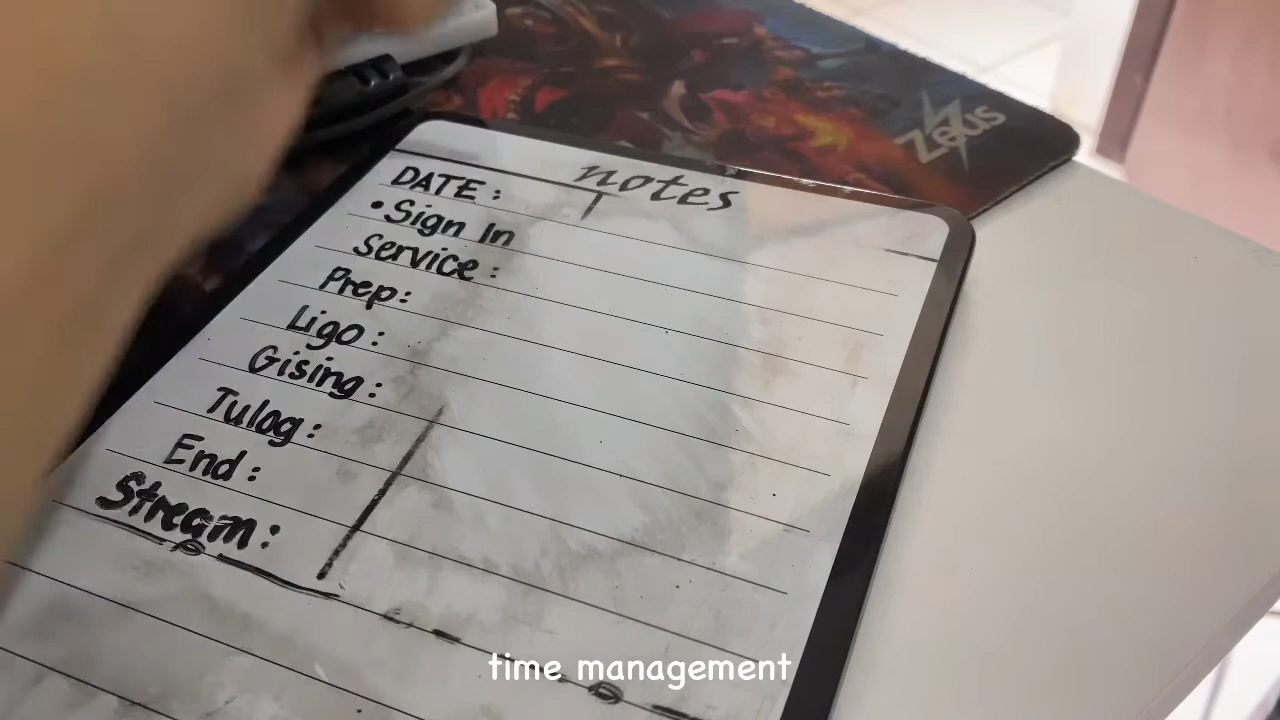 Zeus
notes
DATE:
•Sign In
Service:
Prep:
Ligo:
Gising:
Tulog:
End:
Stream:
time management